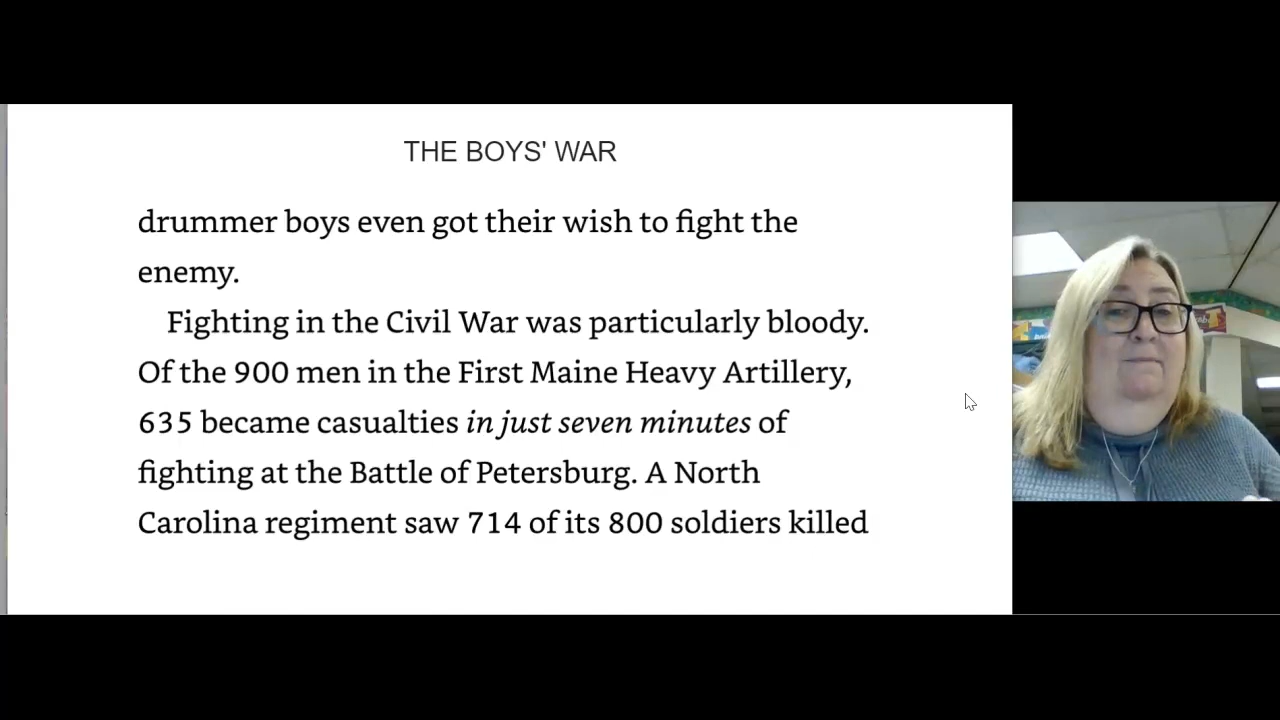 THE BOYS' WAR
drummer boys even got their wish to fight the
enemy.
Fighting in the Civil War was particularly bloody.
Of the 900 men in the First Maine Heavy Artillery,
635 became casualties in just seven minutes of
fighting at the Battle of Petersburg. A North
Carolina regiment saw 714 of its 800 soldiers killed